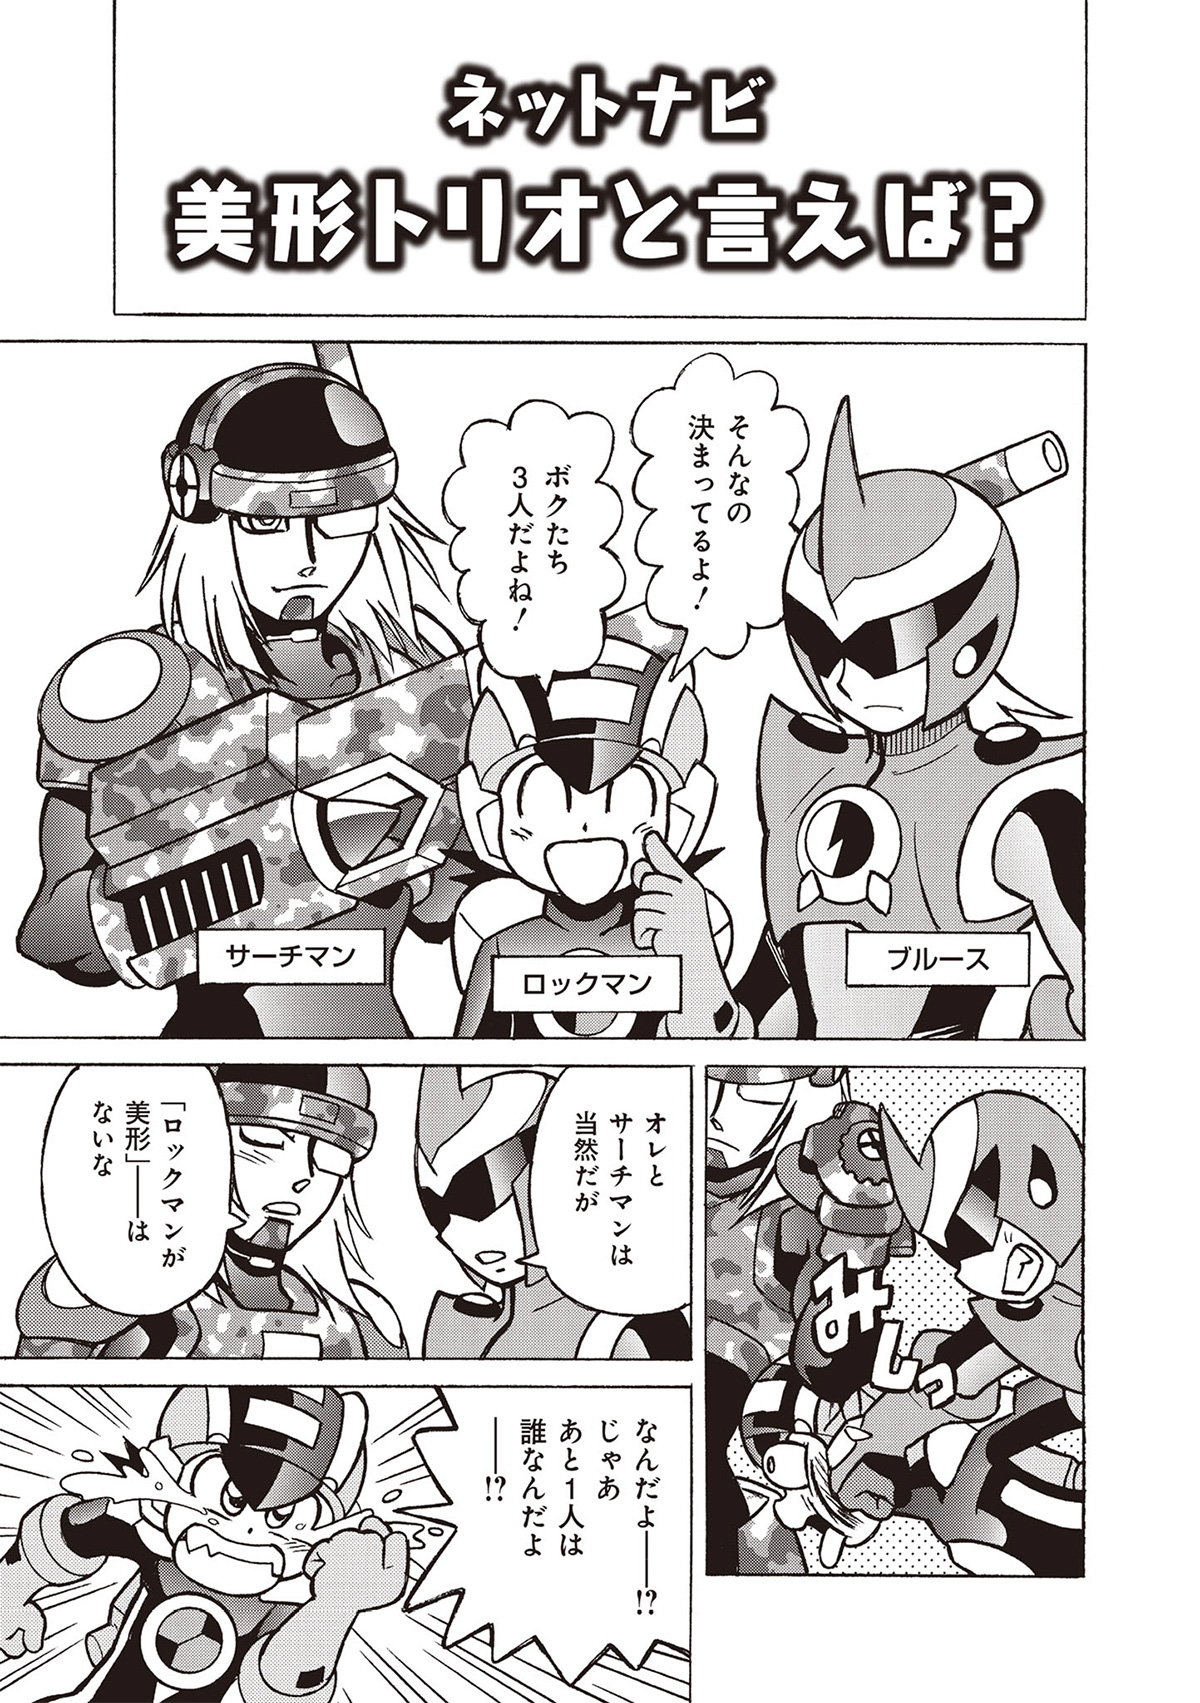 ネットナビ
美形トリオと言えば?
そんなの
決まってるよ!
ボクたち
3人だよね!
サーチマン
ロックマン
ブルース
みしっ
オレと
サーチマンは
当然だが
「ロックマンが
美形」――は
ないな
なんだよ――!?
じゃあ
あと1人は
誰なんだよ
――!?